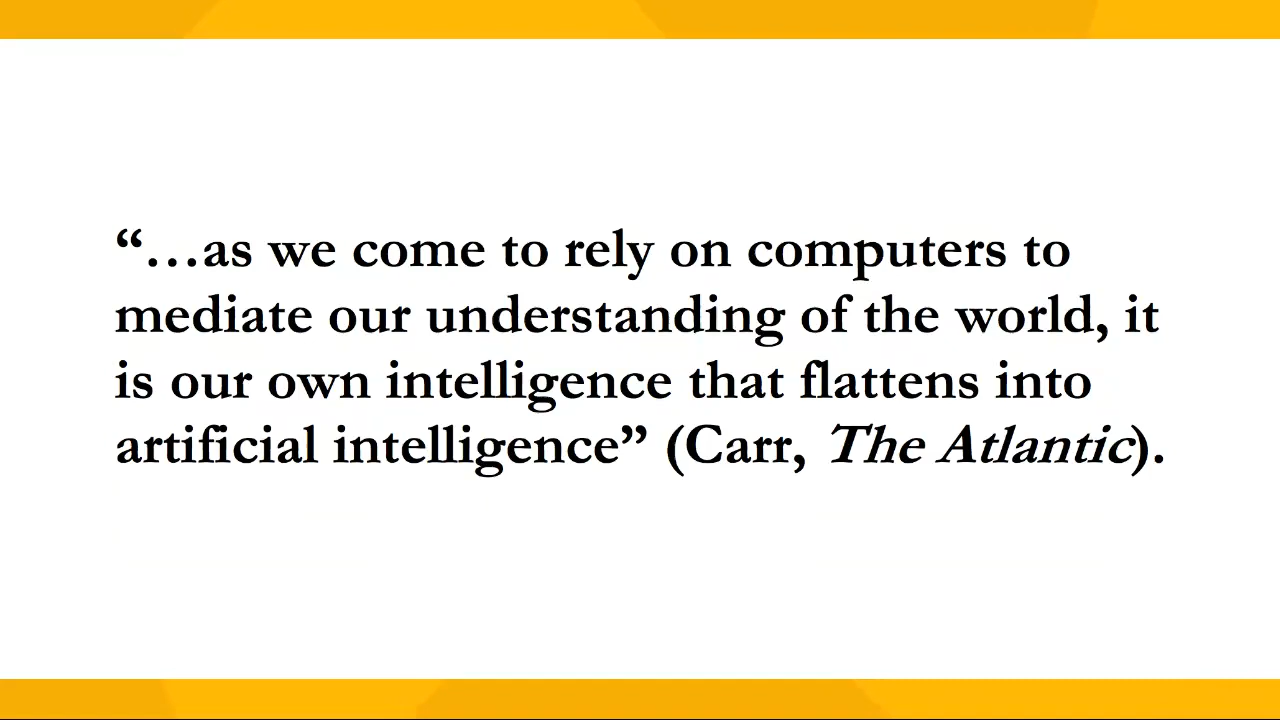 “…as we come to rely on computers to
mediate our understanding of the world, it
is our own intelligence that flattens into
artificial intelligence” (Carr, The Atlantic).